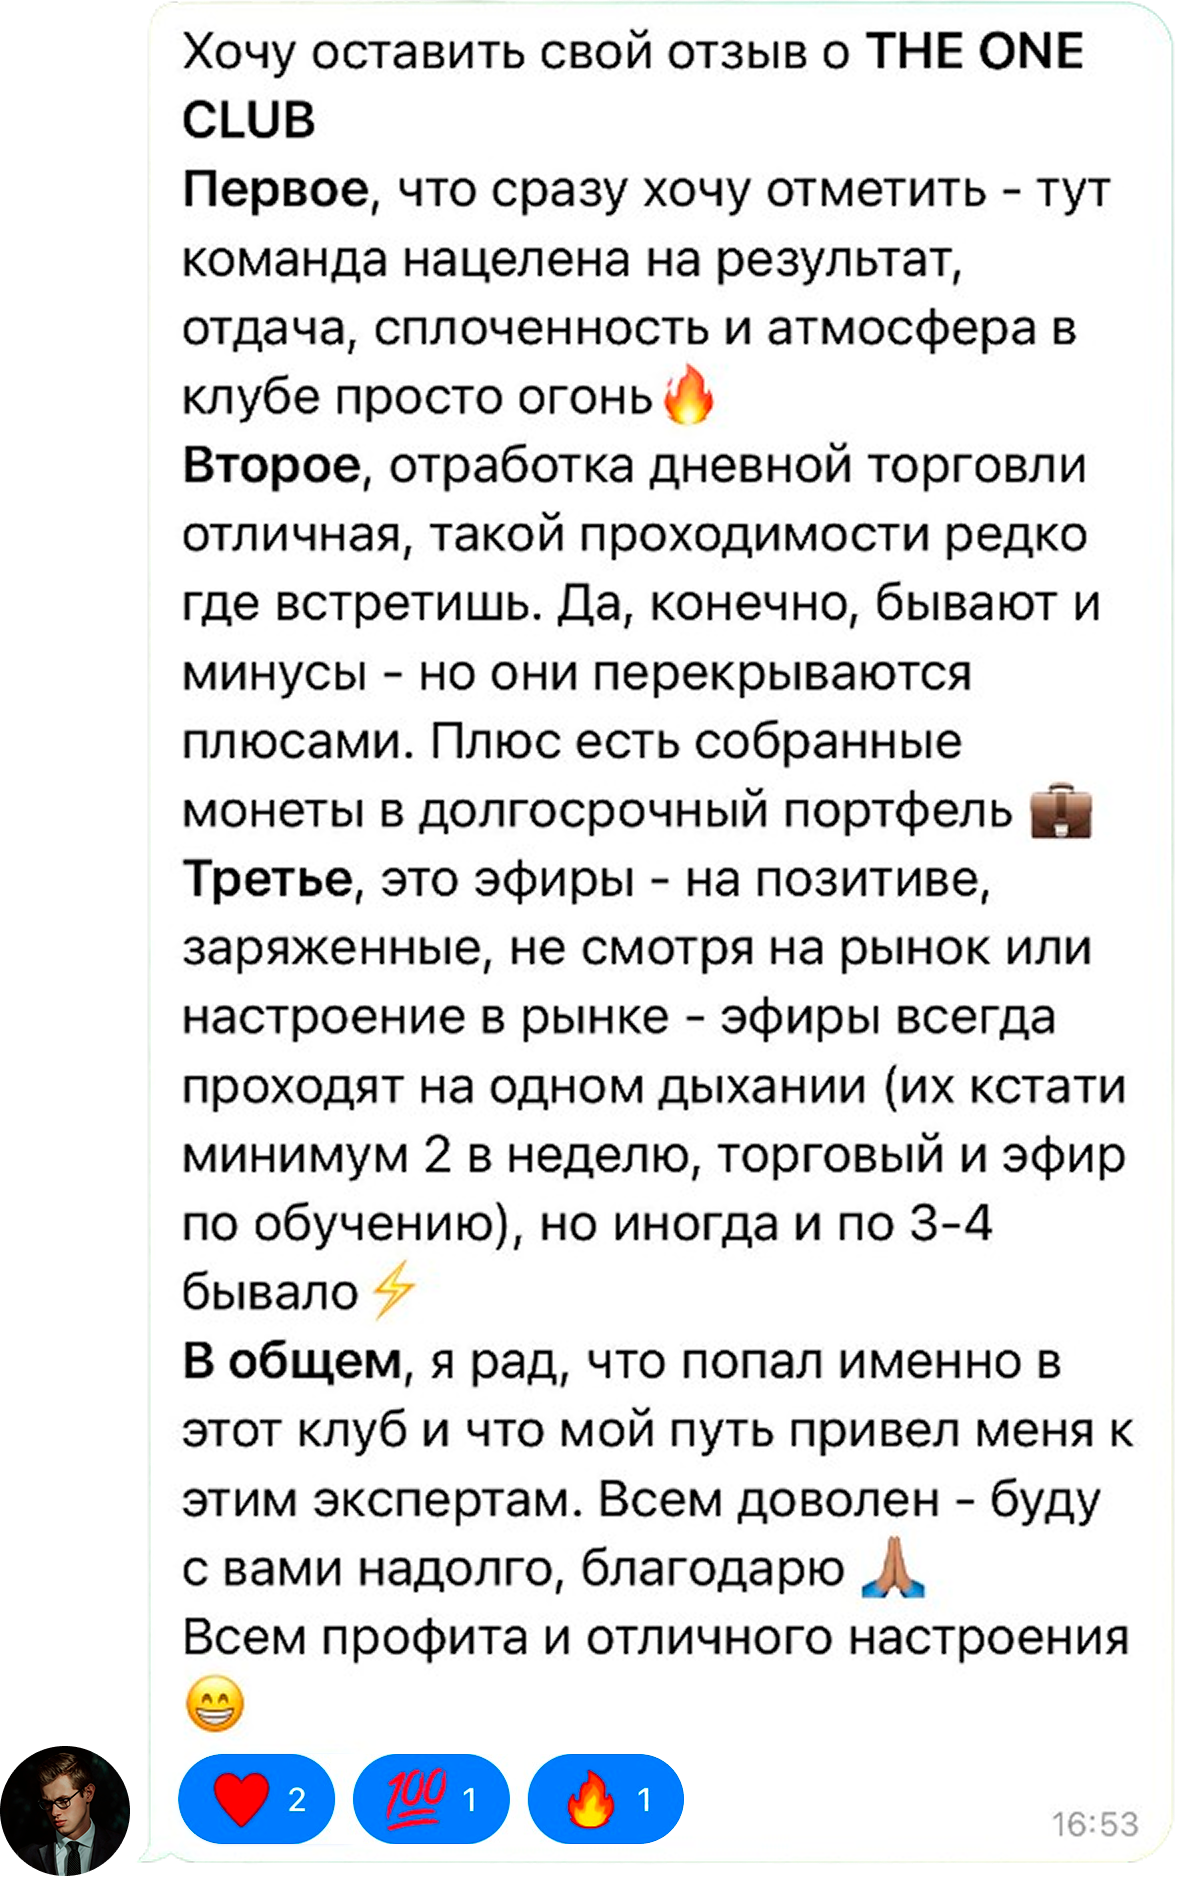 Хочу оставить свой отзыв о THE ONE
CLUB
Первое, что сразу хочу отметить - тут
команда нацелена на результат,
отдача, сплоченность и атмосфера в
клубе просто огонь🔥
Второе, отработка дневной торговли
отличная, такой проходимости редко
где встретишь. Да, конечно, бывают и
минусы - но они перекрываются
плюсами. Плюс есть собранные
монеты в долгосрочный портфель 💼
Третье, это эфиры - на позитиве,
заряженные, не смотря на рынок или
настроение в рынке - эфиры всегда
проходят на одном дыхании (их кстати
минимум 2 в неделю, торговый и эфир
по обучению), но иногда и по 3-4
бывало⚡
В общем, я рад, что попал именно в
этот клуб и что мой путь привел меня к
этим экспертам. Всем доволен - буду
с вами надолго, благодарю 🙏🏽
Всем профита и отличного настроения
😁
❤️ 2 💯 1 🔥 1
16:53